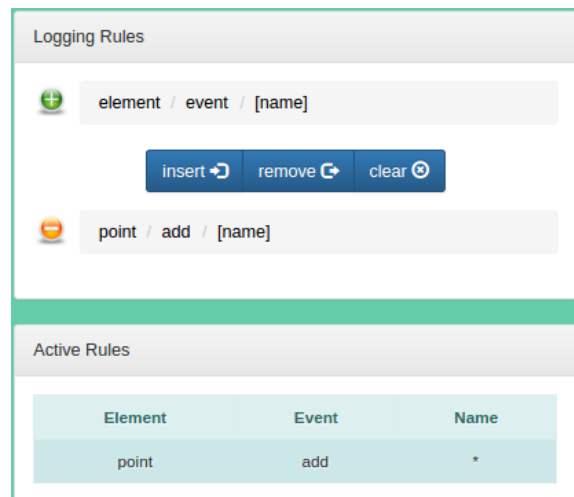 Logging Rules
element / event / [name]
insert remove clear
point / add / [name]
Active Rules
Element Event Name
point add *